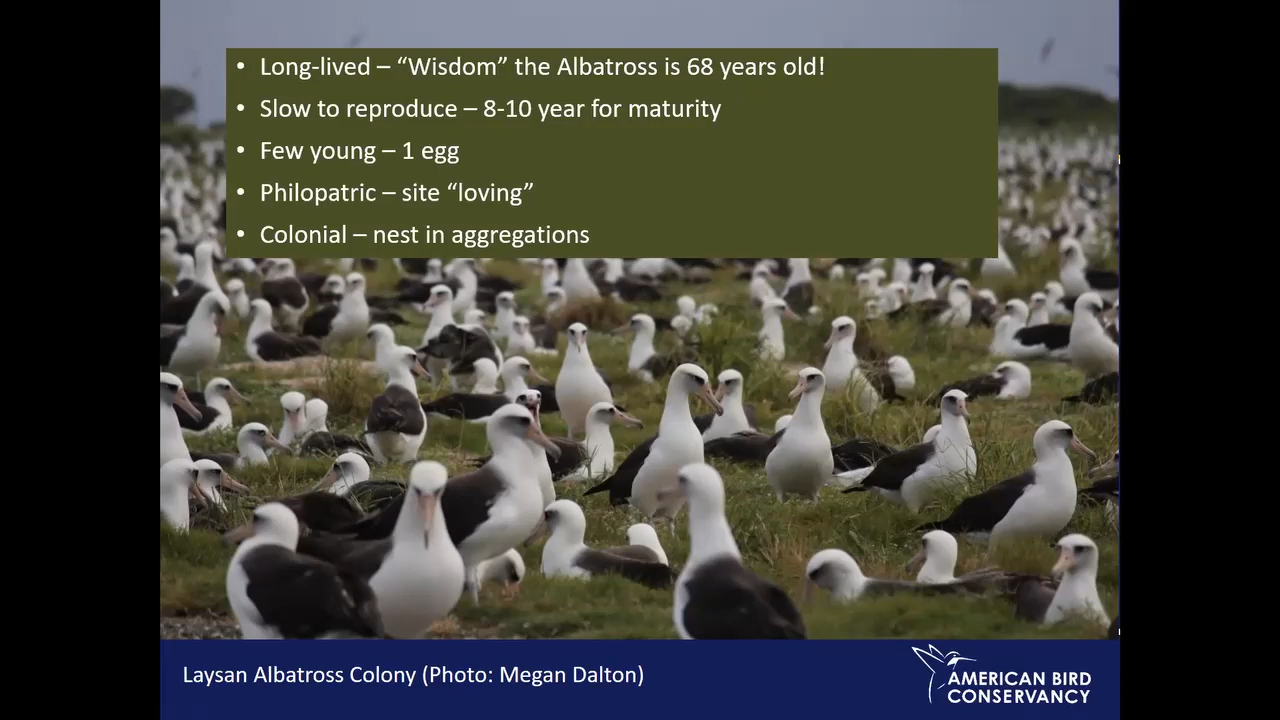 • Long-lived – “Wisdom” the Albatross is 68 years old!
• Slow to reproduce – 8-10 year for maturity
• Few young – 1 egg
• Philopatric – site “loving”
• Colonial – nest in aggregations
Laysan Albatross Colony (Photo: Megan Dalton)
AMERICAN BIRD
CONSERVANCY